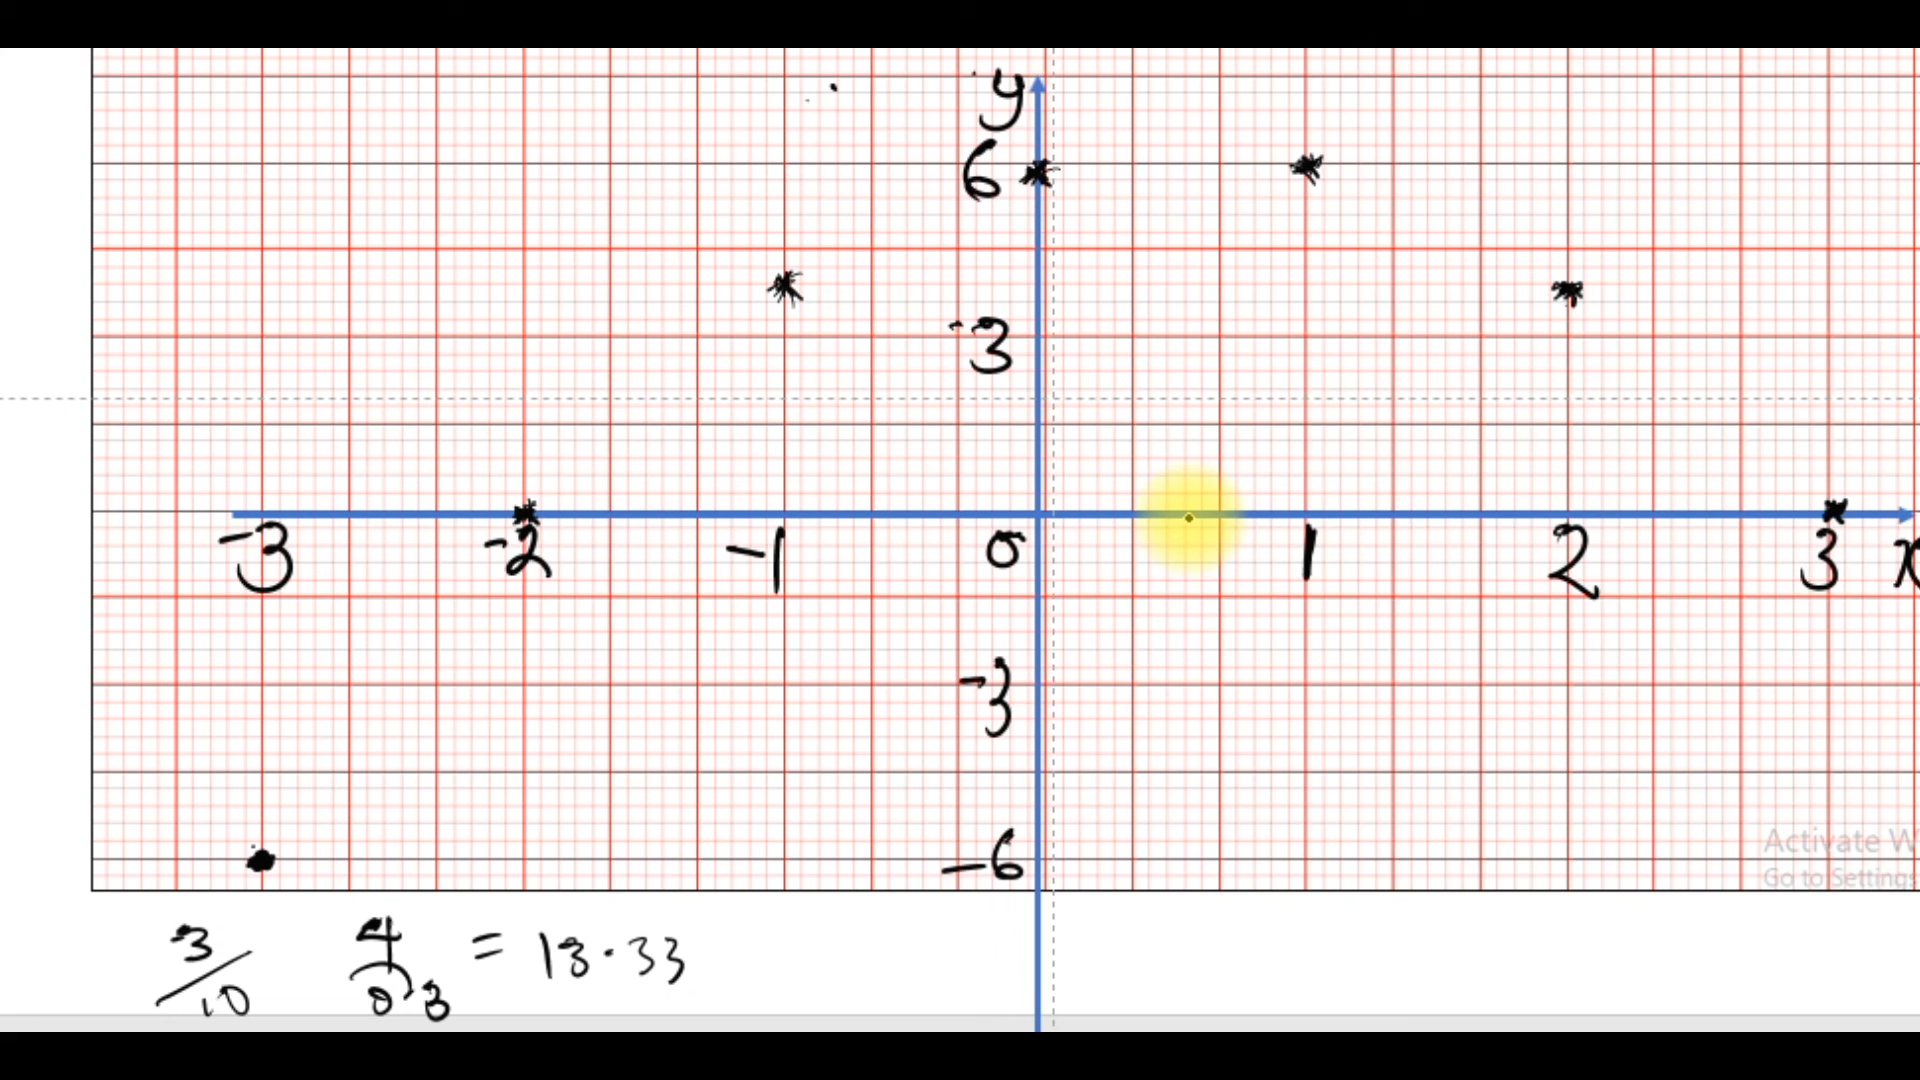 y
6
3
-3 -2 -1 0 1 2 3 x
-3
-6
Activate W
Go to Settings
3/10 4/0.3 = 13.33